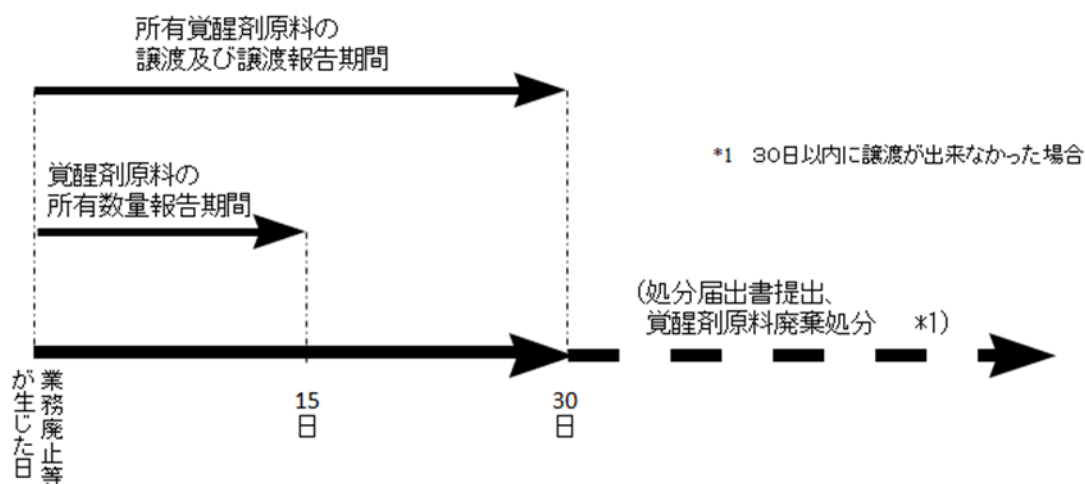 所有覚醒剤原料の
譲渡及び譲渡報告期間
*1 30日以内に譲渡が出来なかった場合
覚醒剤原料の
所有数量報告期間
(処分届出書提出、
覚醒剤原料廃棄処分 *1)
業務廃止等
が生じた日
15
日
30
日